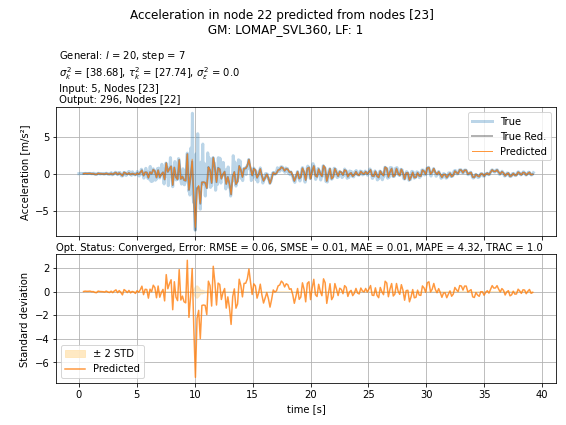 Acceleration in node 22 predicted from nodes [23]
GM: LOMAP_SVL360, LF: 1
General: l = 20, step = 7
σ²ₖ = [38.68], τ²ₖ = [27.74], σ²ε = 0.0
Input: 5, Nodes [23]
Output: 296, Nodes [22]
Acceleration [m/s²]
5
0
−5
True
True Red.
Predicted
Opt. Status: Converged, Error: RMSE = 0.06, SMSE = 0.01, MAE = 0.01, MAPE = 4.32, TRAC = 1.0
Standard deviation
2
0
−2
−4
−6
± 2 STD
Predicted
0 5 10 15 20 25 30 35 40
time [s]